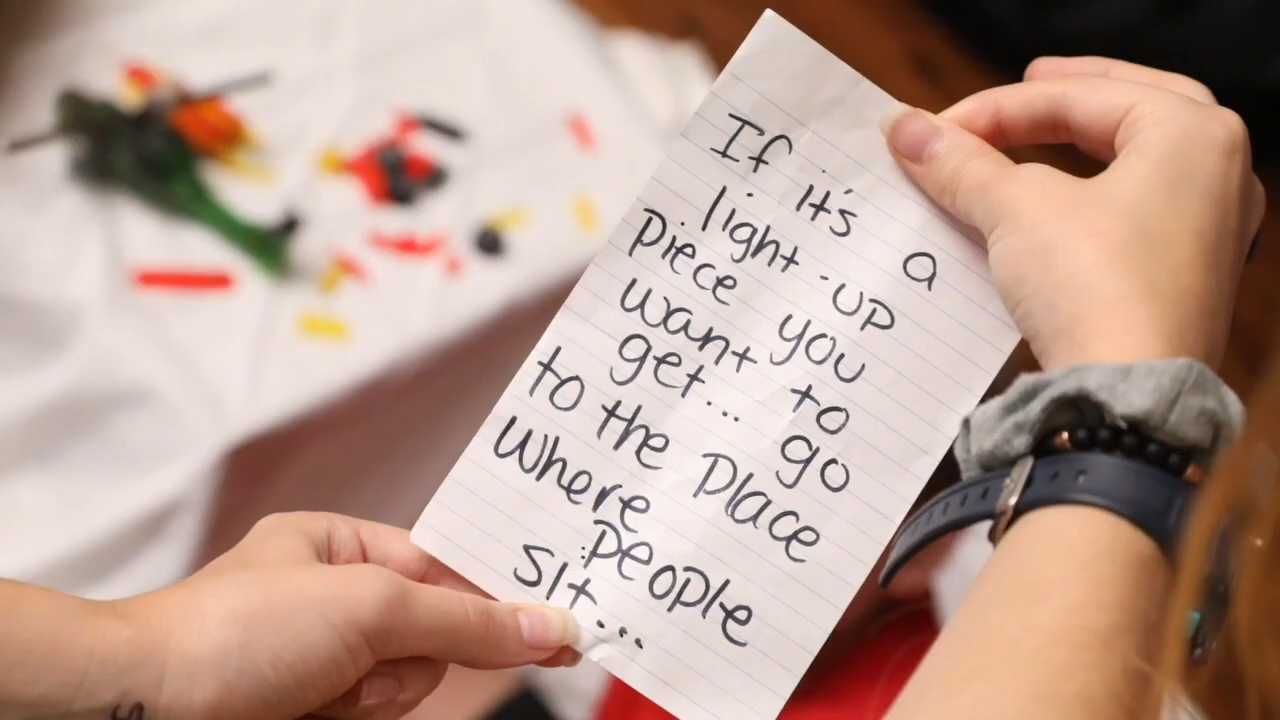 If it's a
light-up
piece you
want to
get... go
to the place
where
people
sit...